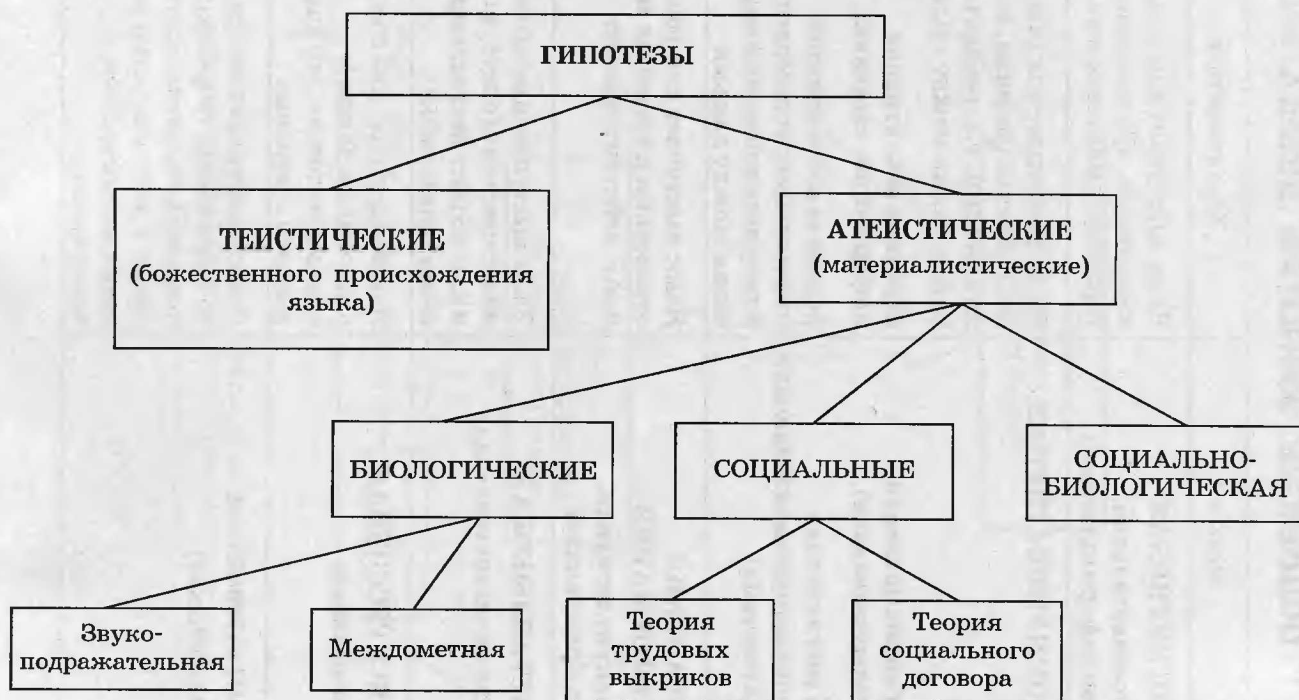 ГИПОТЕЗЫ
ТЕИСТИЧЕСКИЕ
(божественного происхождения
языка)
АТЕИСТИЧЕСКИЕ
(материалистические)
БИОЛОГИЧЕСКИЕ
СОЦИАЛЬНЫЕ
СОЦИАЛЬНО-
БИОЛОГИЧЕСКАЯ
Звуко-
подражательная
Междометная
Теория
трудовых
выкриков
Теория
социального
договора